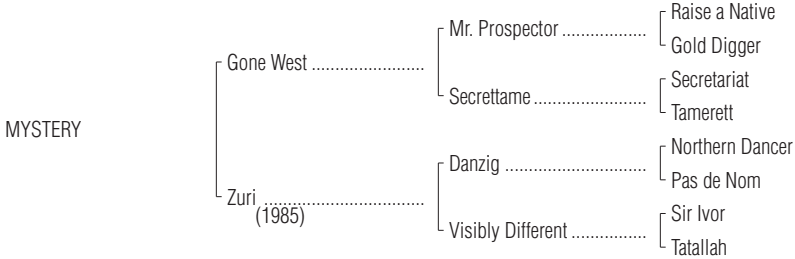 Raise a Native
Mr. Prospector ..................
Gold Digger
Gone West ........................
Secretariat
Secrettame ........................
Tamerett
MYSTERY
Northern Dancer
Danzig ..............................
Pas de Nom
Zuri ..................................
(1985)
Sir Ivor
Visibly Different ................
Tatallah